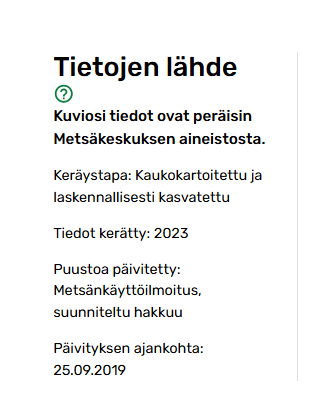 Tietojen lähde
?
Kuviosi tiedot ovat peräisin
Metsäkeskuksen aineistosta.
Keräystapa: Kaukokartoitettu ja
laskennallisesti kasvatettu
Tiedot kerätty: 2023
Puustoa päivitetty:
Metsänkäyttöilmoitus,
suunniteltu hakkuu
Päivityksen ajankohta:
25.09.2019